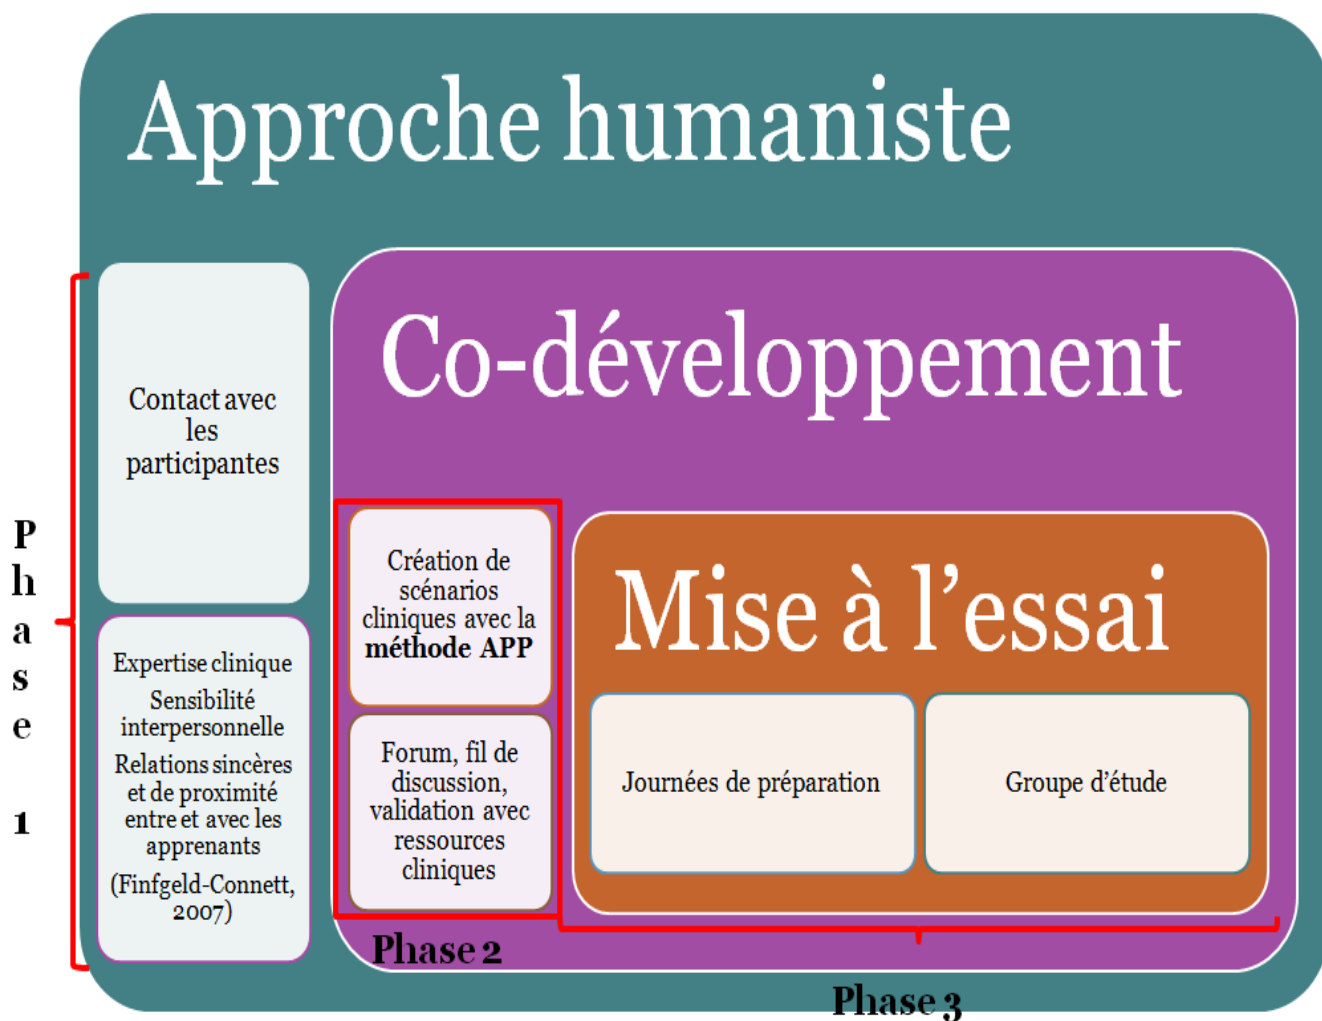 Approche humaniste
Phase 1
Contact avec
les
participantes
Expertise clinique
Sensibilité
interpersonnelle
Relations sincères
et de proximité
entre et avec les
apprenants
(Finfgeld-Connett,
2007)
Co-développement
Création de
scénarios
cliniques avec la
méthode APP
Forum, fil de
discussion,
validation avec
ressources
cliniques
Phase 2
Mise à l’essai
Journées de préparation
Groupe d’étude
Phase 3